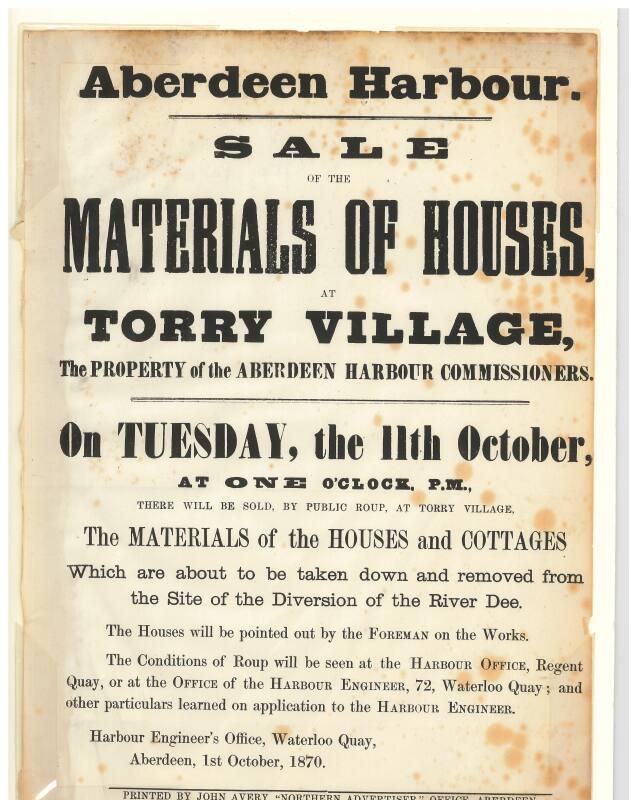 Aberdeen Harbour.
SALE
OF THE
MATERIALS OF HOUSES,
AT
TORRY VILLAGE,
The PROPERTY of the ABERDEEN HARBOUR COMMISSIONERS.
On TUESDAY, the 11th October,
AT ONE O'CLOCK, P.M.,
THERE WILL BE SOLD, BY PUBLIC ROUP, AT TORRY VILLAGE,
The MATERIALS of the HOUSES and COTTAGES
Which are about to be taken down and removed from
the Site of the Diversion of the River Dee.
The Houses will be pointed out by the FOREMAN on the Works.
The Conditions of Roup will be seen at the HARBOUR OFFICE, Regent
Quay, or at the OFFICE of the HARBOUR ENGINEER, 72, Waterloo Quay; and
other particulars learned on application to the HARBOUR ENGINEER.
Harbour Engineer's Office, Waterloo Quay,
Aberdeen, 1st October, 1870.
PRINTED BY JOHN AVERY "NORTHERN ADVERTISER" OFFICE ABERDEEN